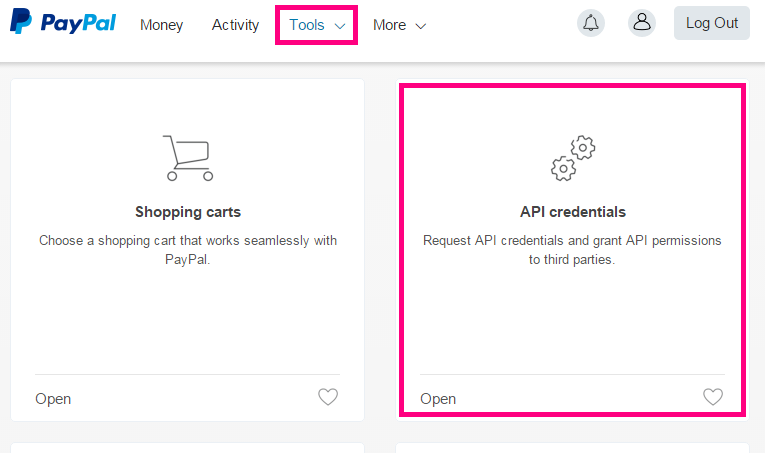 PayPal Money Activity Tools More Log Out
Shopping carts
Choose a shopping cart that works seamlessly with
PayPal.
Open
API credentials
Request API credentials and grant API permissions
to third parties.
Open